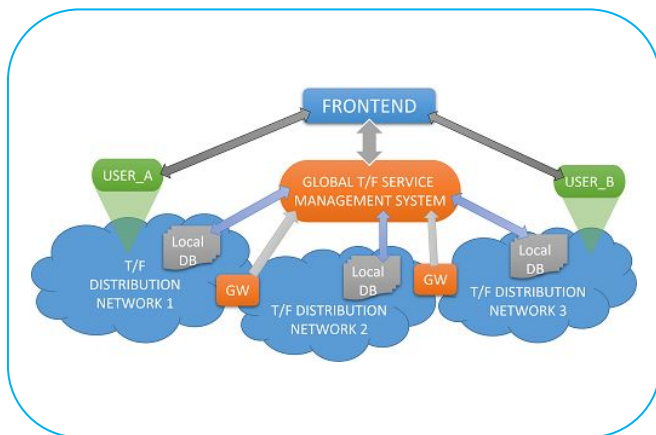 FRONTEND
USER_A
GLOBAL T/F SERVICE
MANAGEMENT SYSTEM
USER_B
Local
DB
T/F
DISTRIBUTION
NETWORK 1
GW
Local
DB
T/F DISTRIBUTION
NETWORK 2
GW
Local
DB
T/F DISTRIBUTION
NETWORK 3